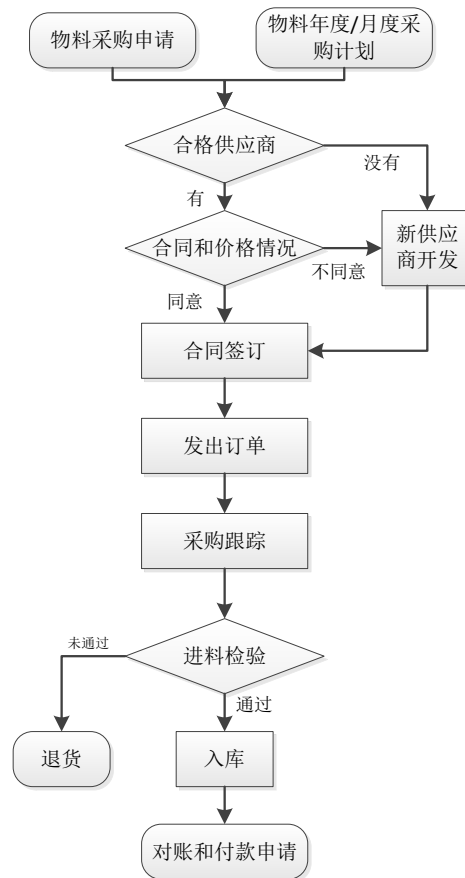 物料采购申请
物料年度/月度采
购计划
合格供应商
没有
有
合同和价格情况
不同意
新供应
商开发
同意
合同签订
发出订单
采购跟踪
未通过
进料检验
通过
退货
入库
对账和付款申请